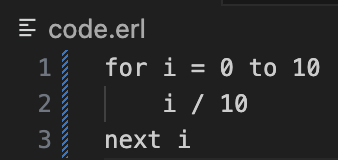 code.erl
1 for i = 0 to 10
2     i / 10
3 next i